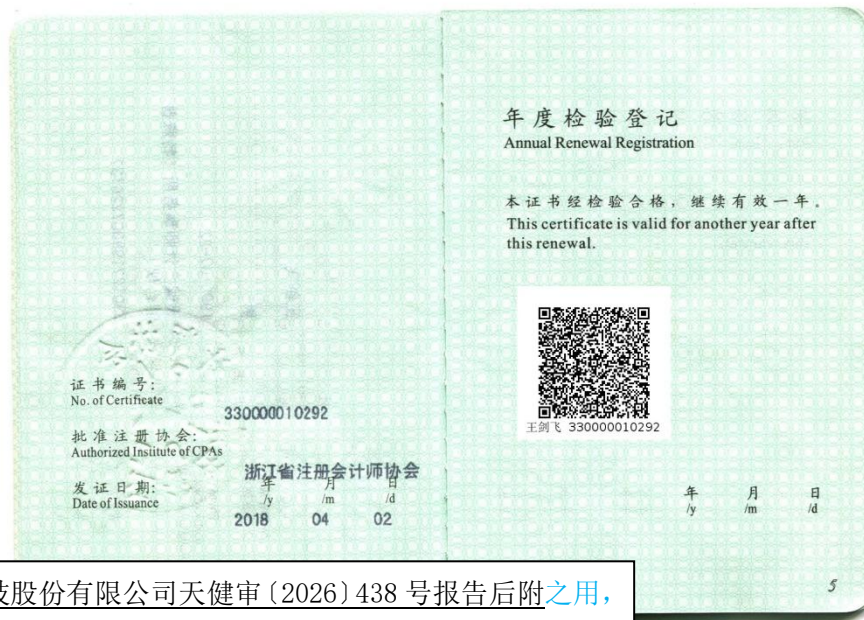 证书编号:
No. of Certificate
330000010292
批准注册协会:
Authorized Institute of CPAs
浙江省注册会计师协会
发证日期:
Date of Issuance
年 月 日
/y /m /d
2018 04 02
年度检验登记
Annual Renewal Registration
本证书经检验合格，继续有效一年。
This certificate is valid for another year after
this renewal.
王剑飞 330000010292
年 月 日
/y /m /d
5
股份有限公司天健审〔2026〕438 号报告后附之用，